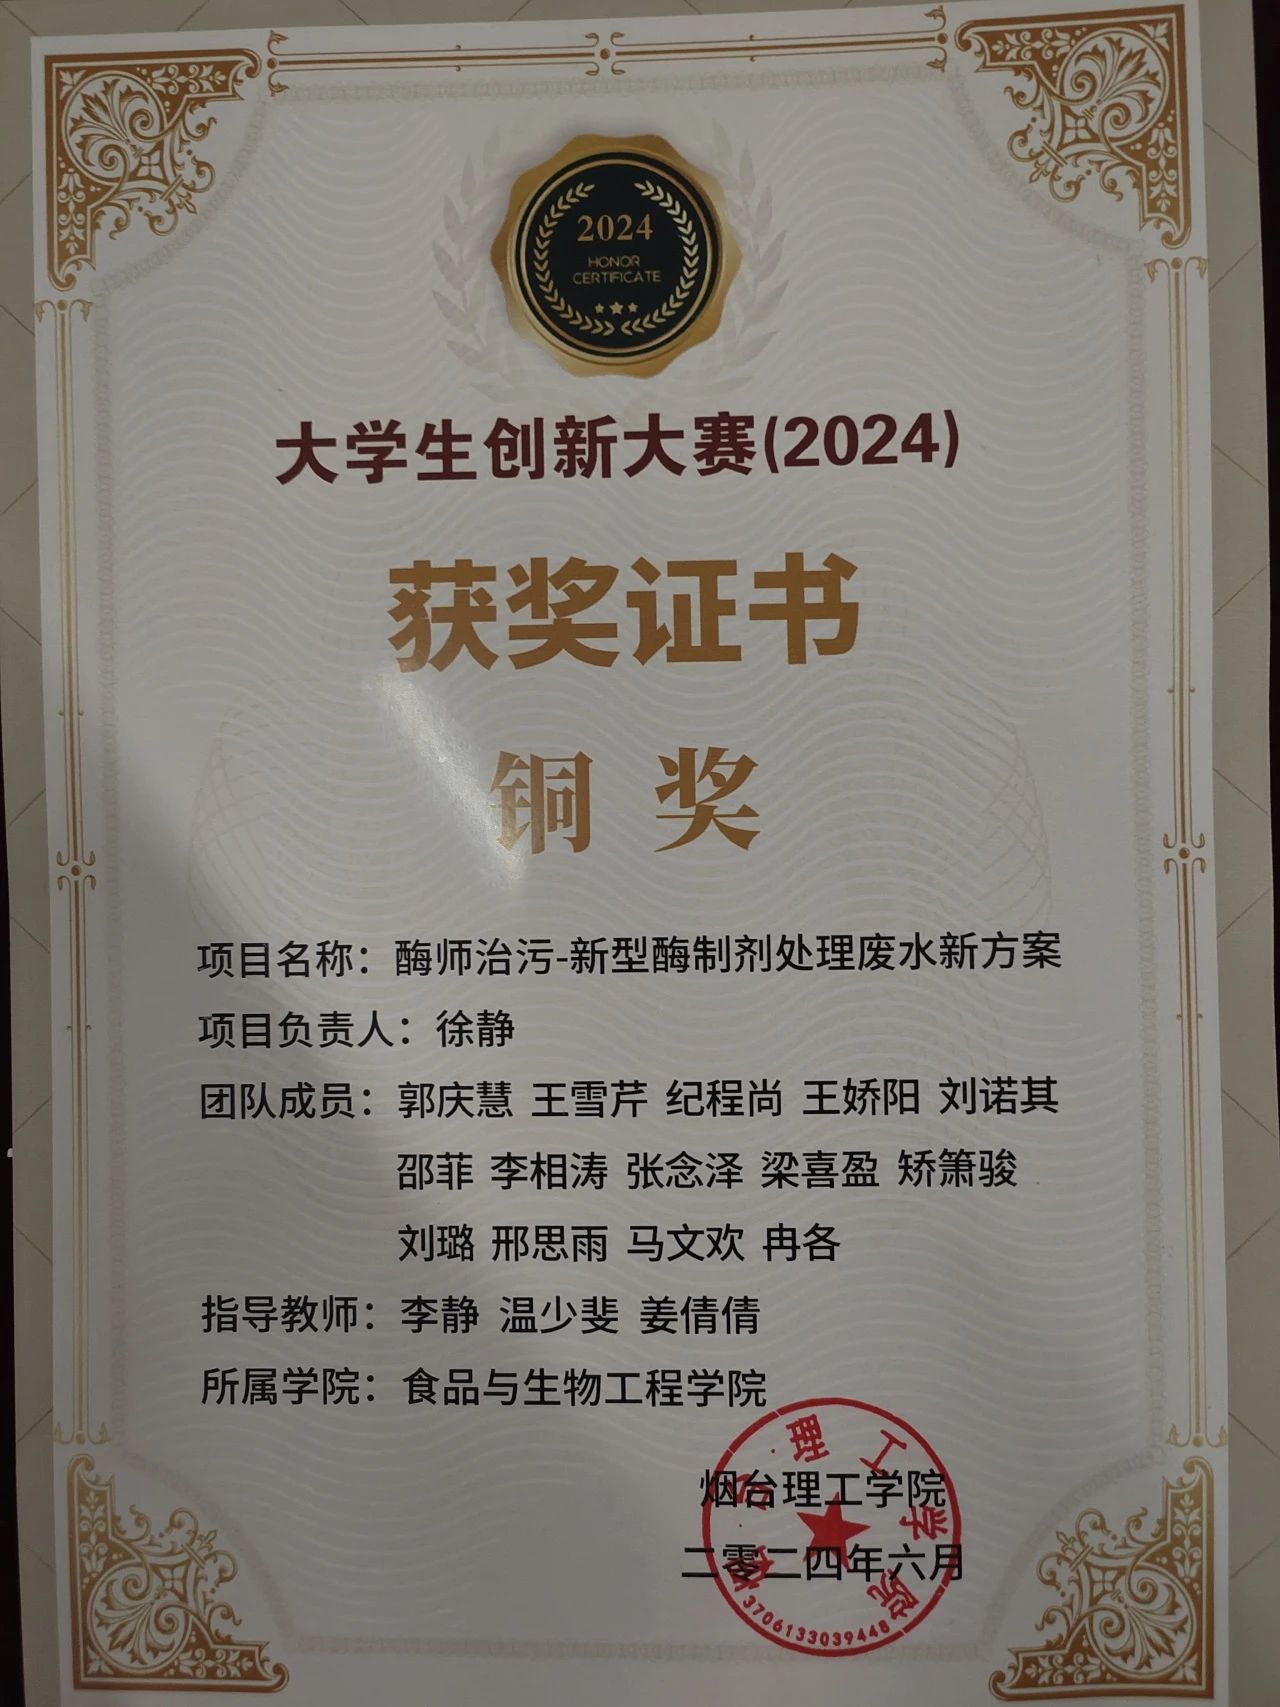 2024
HONOR
CERTIFICATE
大学生创新大赛(2024)
获奖证书
铜 奖
项目名称：酶师治污-新型酶制剂处理废水新方案
项目负责人：徐静
团队成员：郭庆慧 王雪芹 纪程尚 王娇阳 刘诺其
邵菲 李相涛 张念泽 梁喜盈 矫箫骏
刘璐 邢思雨 马文欢 冉各
指导教师：李静 温少斐 姜倩倩
所属学院：食品与生物工程学院
烟台理工学院
二零二四年六月
烟台理工学院
3706133039448